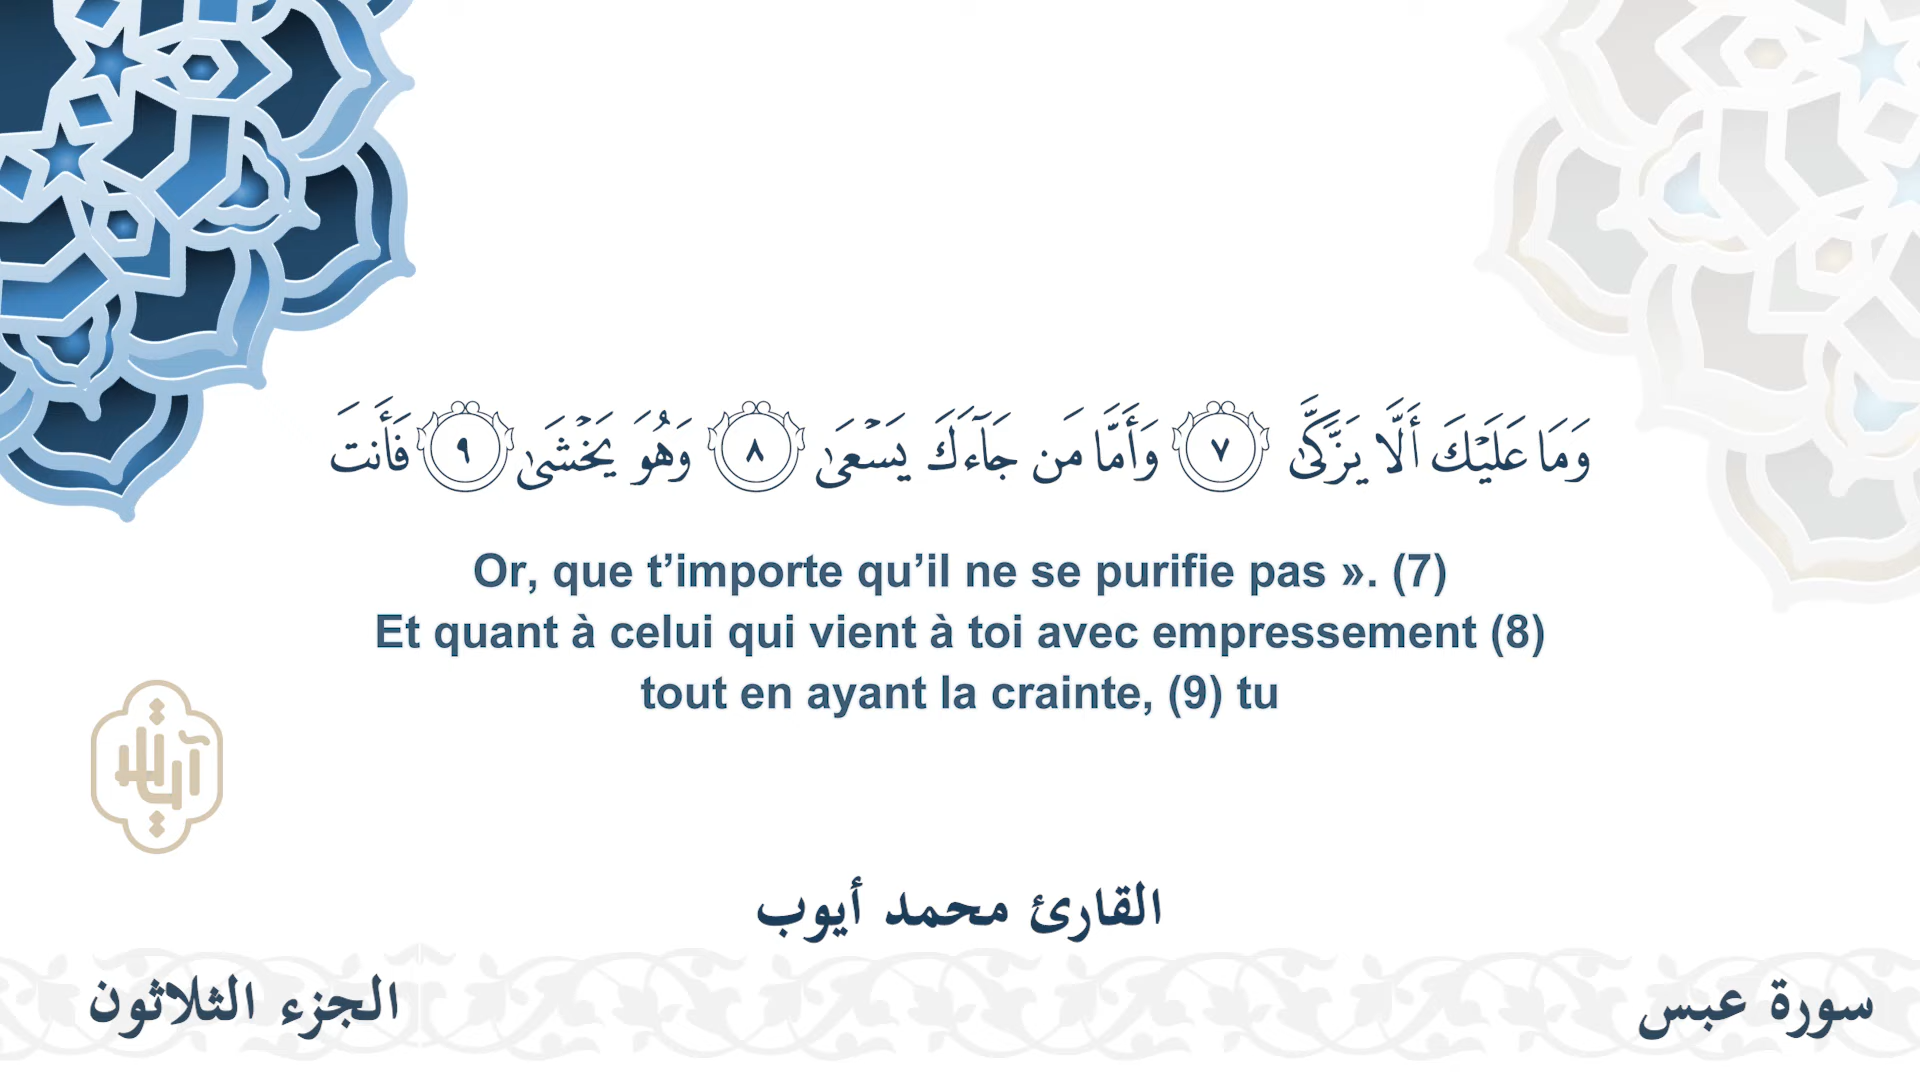 وَمَا عَلَيْكَ أَلَّا يَزَّكَّىٰ ٧ وَأَمَّا مَن جَآءَكَ يَسْعَىٰ ٨ وَهُوَ يَخْشَىٰ ٩ فَأَنتَ
Or, que t’importe qu’il ne se purifie pas ». (7)
Et quant à celui qui vient à toi avec empressement (8)
tout en ayant la crainte, (9) tu
آيات
القارئ محمد أيوب
سورة عبس
الجزء الثلاثون